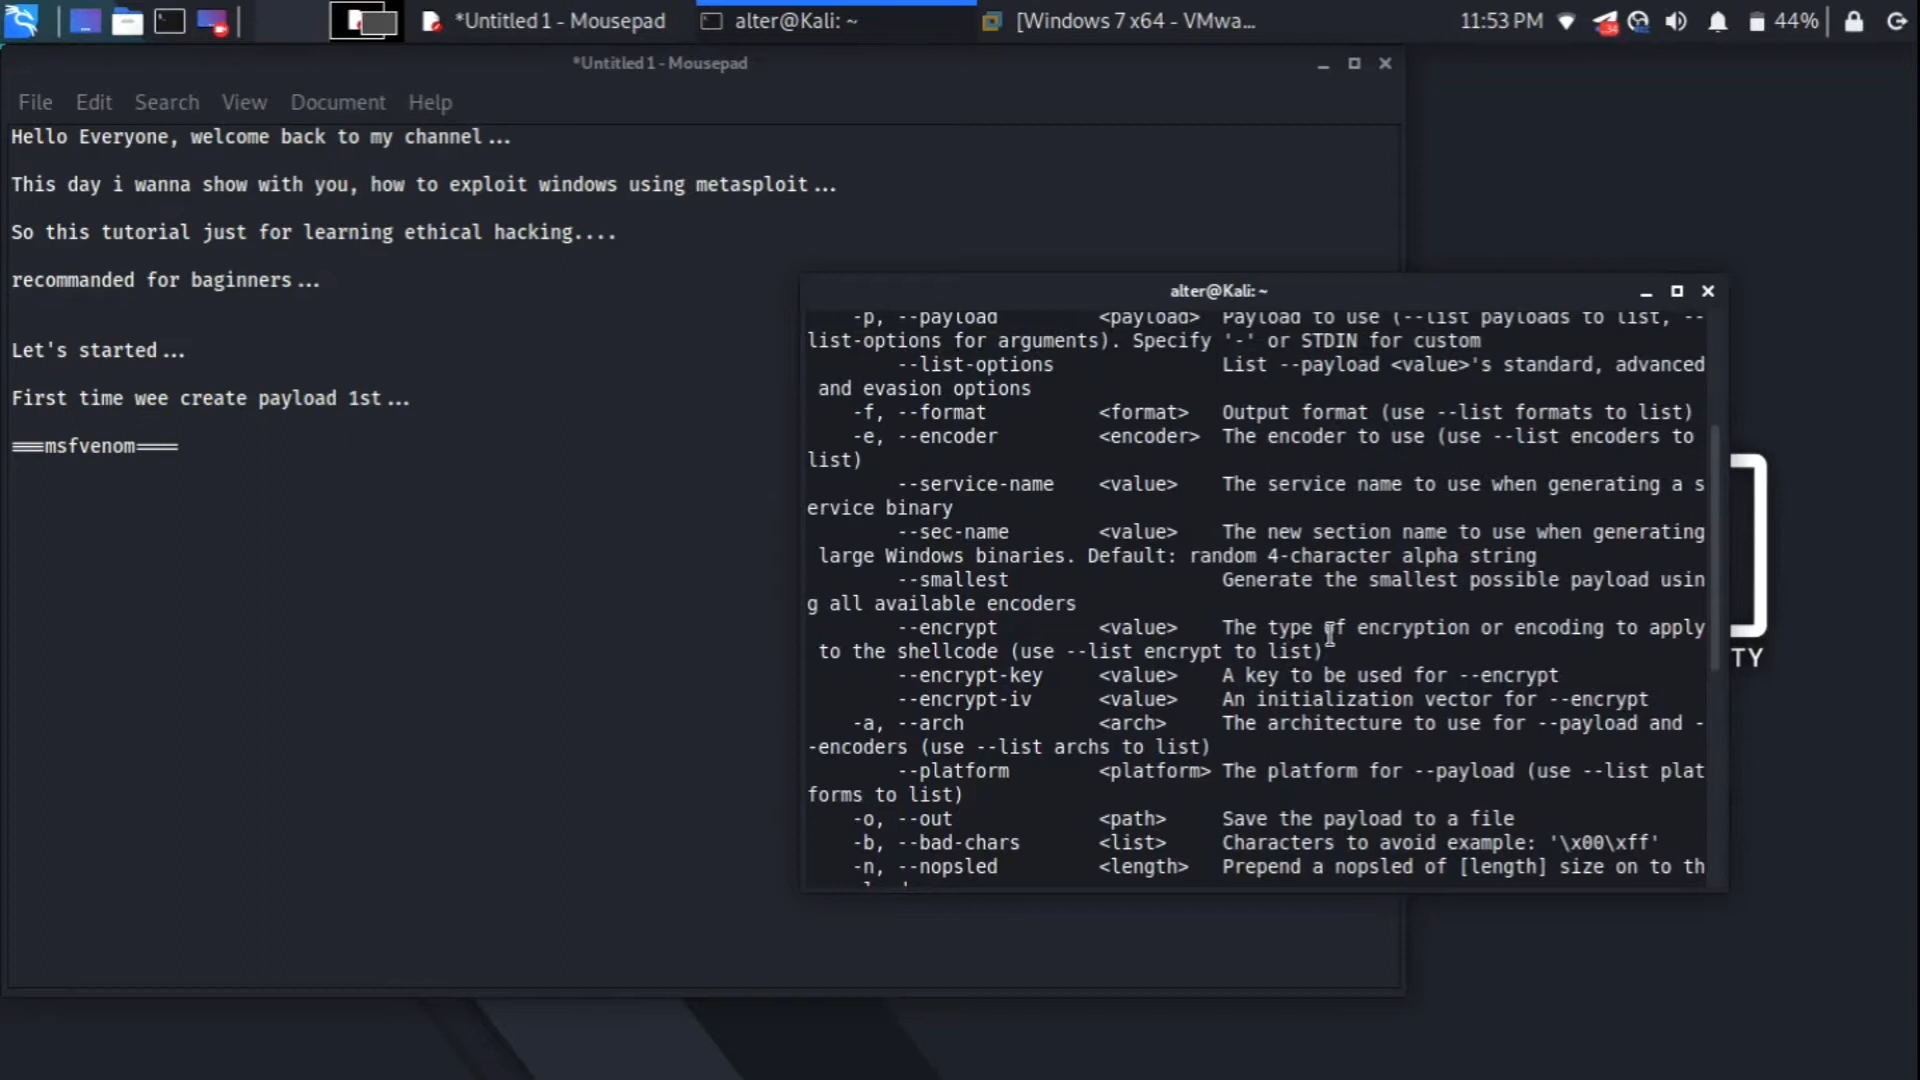 *Untitled 1 - Mousepad
alter@Kali: ~
[Windows 7 x64 - VMwa...
11:53 PM
44%
*Untitled 1 - Mousepad
File Edit Search View Document Help
Hello Everyone, welcome back to my channel...
This day i wanna show with you, how to exploit windows using metasploit...
So this tutorial just for learning ethical hacking....
recommanded for baginners...
Let's started...
First time wee create payload 1st...
===msfvenom====
alter@Kali: ~
-p, --payload <payload> Payload to use (--list payloads to list, --
list-options for arguments). Specify '-' or STDIN for custom
--list-options List --payload <value>'s standard, advanced
and evasion options
-f, --format <format> Output format (use --list formats to list)
-e, --encoder <encoder> The encoder to use (use --list encoders to
list)
--service-name <value> The service name to use when generating a s
ervice binary
--sec-name <value> The new section name to use when generating
large Windows binaries. Default: random 4-character alpha string
--smallest Generate the smallest possible payload usin
g all available encoders
--encrypt <value> The type of encryption or encoding to apply
to the shellcode (use --list encrypt to list)
--encrypt-key <value> A key to be used for --encrypt
--encrypt-iv <value> An initialization vector for --encrypt
-a, --arch <arch> The architecture to use for --payload and -
-encoders (use --list archs to list)
--platform <platform> The platform for --payload (use --list plat
forms to list)
-o, --out <path> Save the payload to a file
-b, --bad-chars <list> Characters to avoid example: '\x00\xff'
-n, --nopsled <length> Prepend a nopsled of [length] size on to th
TY